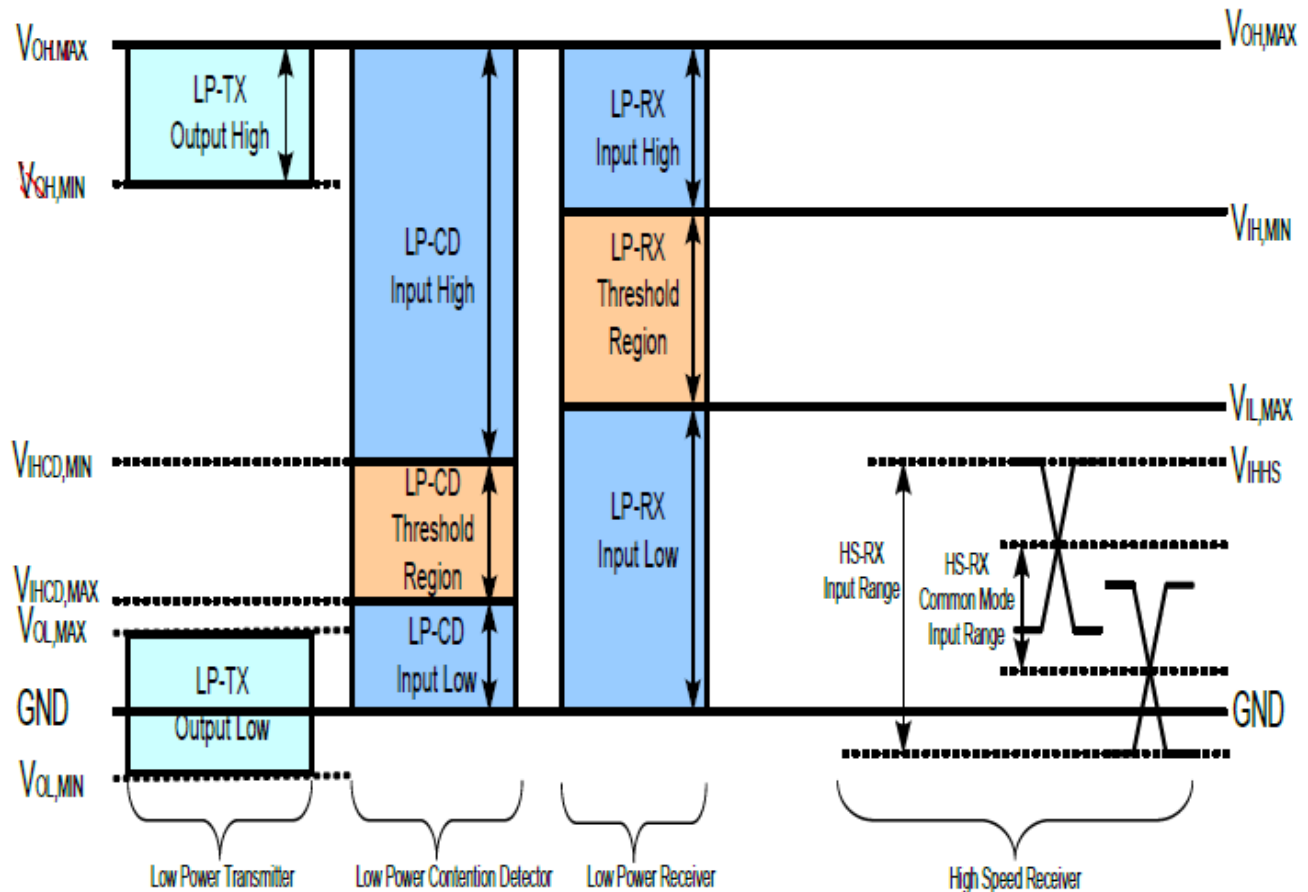 VOH,MAX
VOH,MAX
LP-TX
Output High
LP-RX
Input High
VOH,MIN
VIH,MIN
LP-CD
Input High
LP-RX
Threshold
Region
VIL,MAX
VIHCD,MIN
VIHHS
LP-CD
Threshold
Region
LP-RX
Input Low
HS-RX
Input Range
HS-RX
Common Mode
Input Range
VIHCD,MAX
VOL,MAX
LP-CD
Input Low
LP-TX
Output Low
GND
GND
VOL,MIN
Low Power Transmitter
Low Power Contention Detector
Low Power Receiver
High Speed Receiver